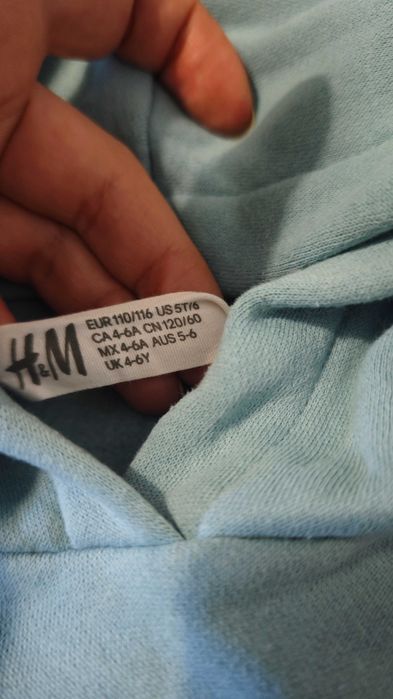 H&M
EUR 110/116 US 5T/6
CA 4-6A CN 120/60
MX 4-6A AUS 5-6
UK 4-6Y